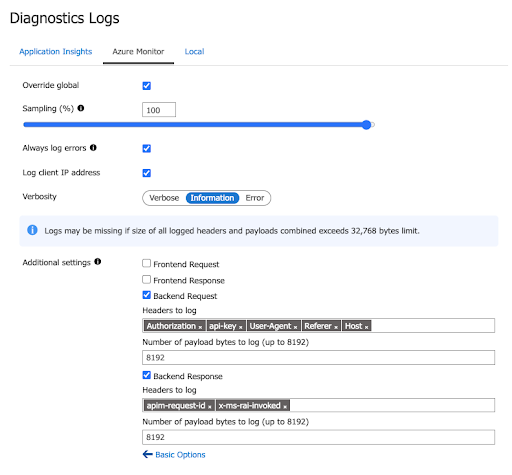 Diagnostics Logs
Application Insights Azure Monitor Local
Override global
Sampling (%) 100
Always log errors
Log client IP address
Verbosity Verbose Information Error
Logs may be missing if size of all logged headers and payloads combined exceeds 32,768 bytes limit.
Additional settings Frontend Request
Frontend Response
Backend Request
Headers to log
Authorization × api-key × User-Agent × Referer × Host ×
Number of payload bytes to log (up to 8192)
8192
Backend Response
Headers to log
apim-request-id × x-ms-rai-invoked ×
Number of payload bytes to log (up to 8192)
8192
Basic Options